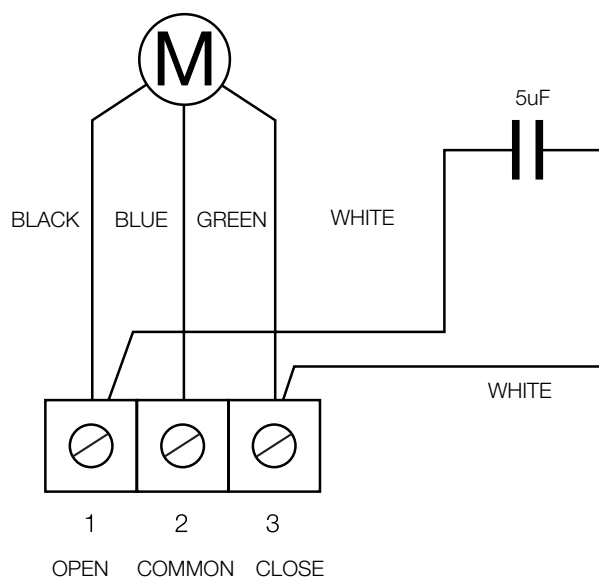 M
5uF
BLACK BLUE GREEN WHITE
WHITE
1 2 3
OPEN COMMON CLOSE